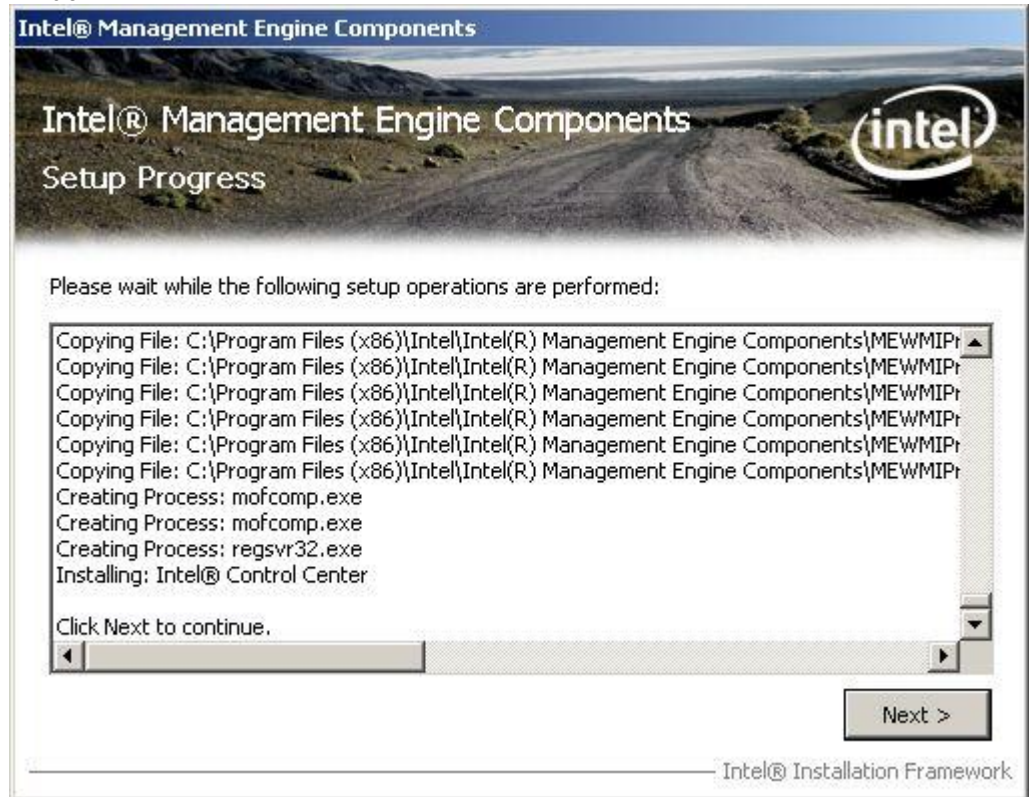 Intel® Management Engine Components
Intel® Management Engine Components
intel
Setup Progress
Please wait while the following setup operations are performed:
Copying File: C:\Program Files (x86)\Intel\Intel(R) Management Engine Components\MEWMIPr
Copying File: C:\Program Files (x86)\Intel\Intel(R) Management Engine Components\MEWMIPr
Copying File: C:\Program Files (x86)\Intel\Intel(R) Management Engine Components\MEWMIPr
Copying File: C:\Program Files (x86)\Intel\Intel(R) Management Engine Components\MEWMIPr
Copying File: C:\Program Files (x86)\Intel\Intel(R) Management Engine Components\MEWMIPr
Copying File: C:\Program Files (x86)\Intel\Intel(R) Management Engine Components\MEWMIPr
Creating Process: mofcomp.exe
Creating Process: mofcomp.exe
Creating Process: regsvr32.exe
Installing: Intel® Control Center
Click Next to continue.
Next >
Intel® Installation Framework